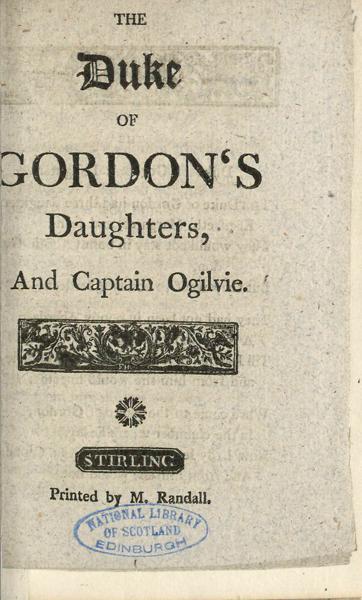 THE
Duke
OF
GORDON'S
Daughters,
And Captain Ogilvie.
STIRLING.
Printed by M. Randall.
NATIONAL LIBRARY
OF SCOTLAND
EDINBURGH